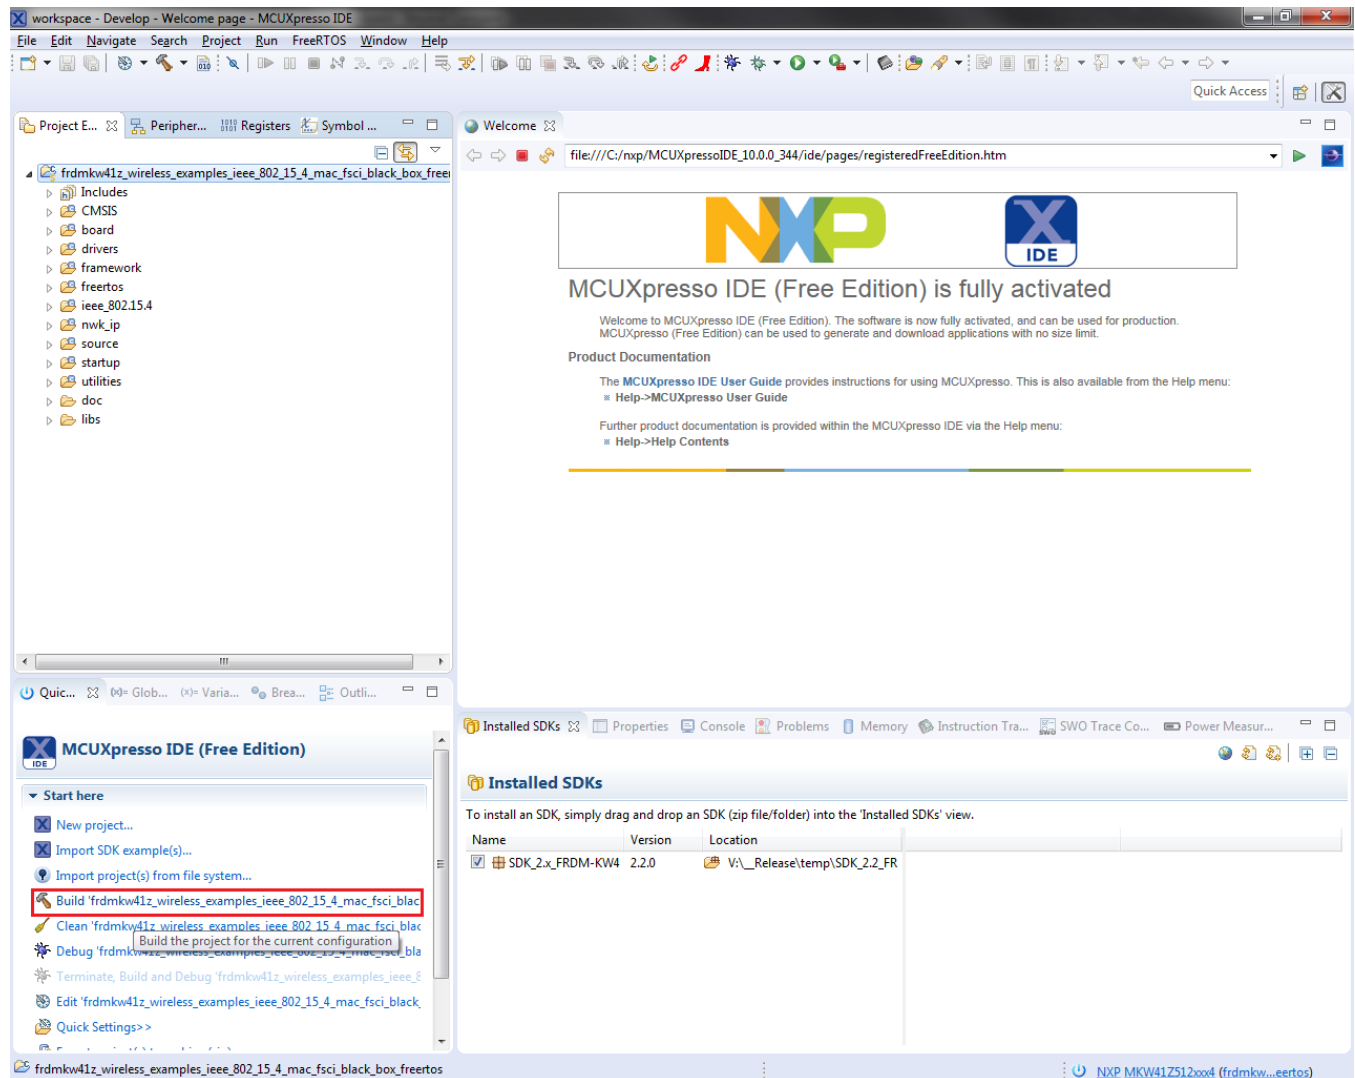 workspace - Develop - Welcome page - MCUXpresso IDE
File Edit Navigate Search Project Run FreeRTOS Window Help
Quick Access
Project E... Peripher... Registers Symbol ...
Welcome
file:///C:/nxp/MCUXpressoIDE_10.0.0_344/ide/pages/registeredFreeEdition.htm
frdmkw41z_wireless_examples_ieee_802_15_4_mac_fsci_black_box_freer
Includes
CMSIS
board
drivers
framework
freertos
ieee_802.15.4
nwk_ip
source
startup
utilities
doc
libs
NXP
IDE
MCUXpresso IDE (Free Edition) is fully activated
Welcome to MCUXpresso IDE (Free Edition). The software is now fully activated, and can be used for production.
MCUXpresso (Free Edition) can be used to generate and download applications with no size limit.
Product Documentation
The MCUXpresso IDE User Guide provides instructions for using MCUXpresso. This is also available from the Help menu:
Help->MCUXpresso User Guide
Further product documentation is provided within the MCUXpresso IDE via the Help menu:
Help->Help Contents
Quic... (x)= Glob... (x)= Varia... Brea... Outli...
IDE
MCUXpresso IDE (Free Edition)
Start here
New project...
Import SDK example(s)...
Import project(s) from file system...
Build 'frdmkw41z_wireless_examples_ieee_802_15_4_mac_fsci_blac
Clean 'frdmkw41z_wireless_examples_ieee_802_15_4_mac_fsci_blac
Build the project for the current configuration
Debug 'frdmkw41z_wireless_examples_ieee_802_15_4_mac_fsci_bla
Terminate, Build and Debug 'frdmkw41z_wireless_examples_ieee_8
Edit 'frdmkw41z_wireless_examples_ieee_802_15_4_mac_fsci_black_
Quick Settings>>
Installed SDKs Properties Console Problems Memory Instruction Tra... SWO Trace Co... Power Measur...
Installed SDKs
To install an SDK, simply drag and drop an SDK (zip file/folder) into the 'Installed SDKs' view.
Name Version Location
SDK_2.x_FRDM-KW4 2.2.0 V:\__Release\temp\SDK_2.2_FR
frdmkw41z_wireless_examples_ieee_802_15_4_mac_fsci_black_box_freertos
NXP MKW41Z512xxx4 (frdmkw...eertos)